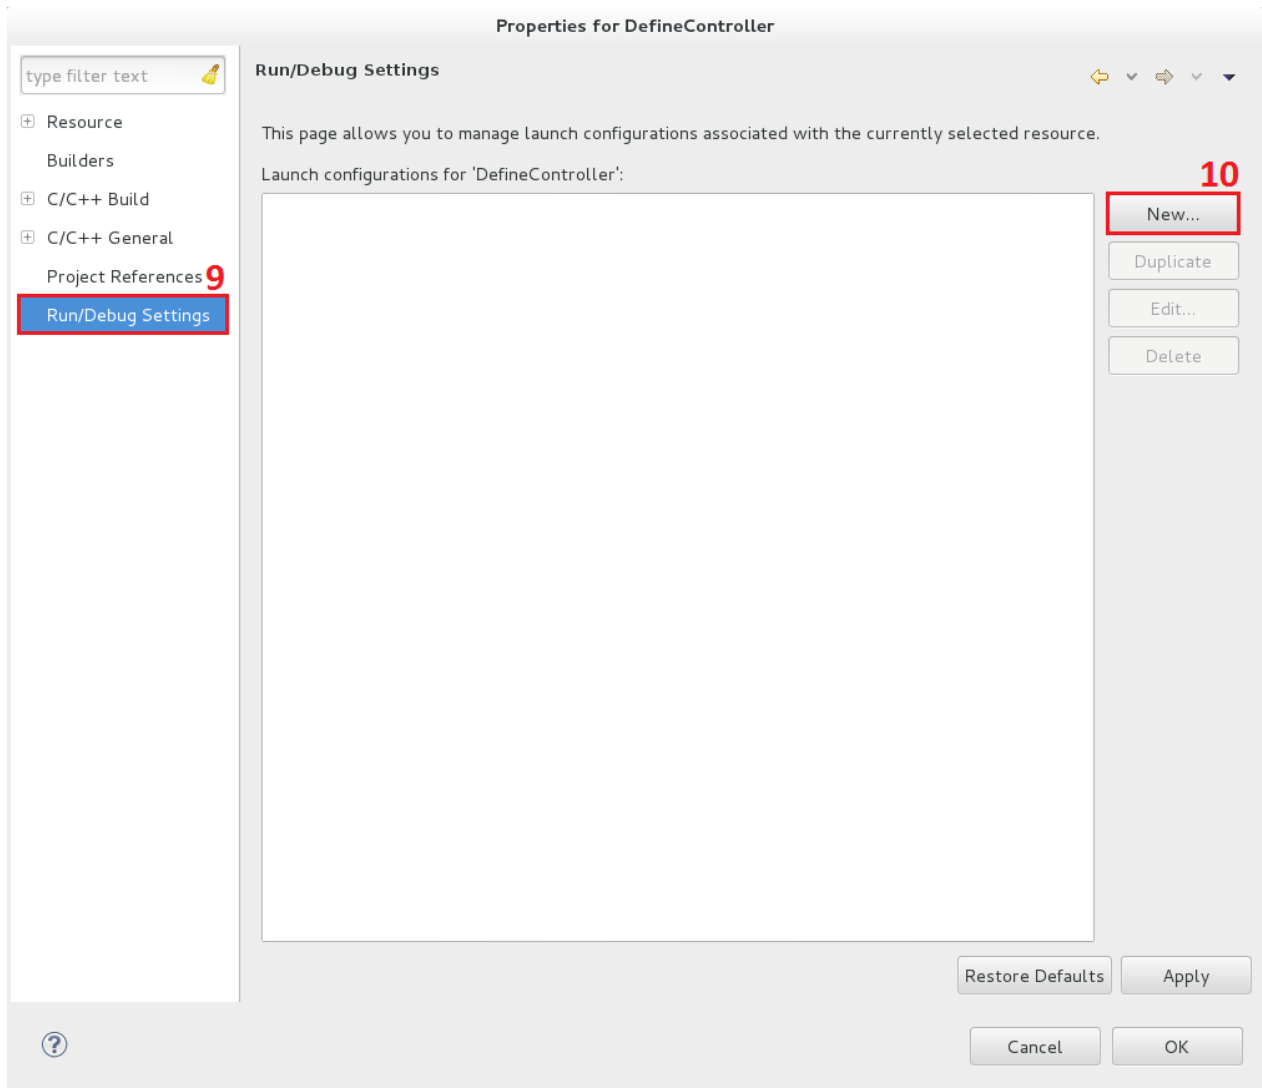 Properties for DefineController
type filter text
Resource
Builders
C/C++ Build
C/C++ General
Project References 9
Run/Debug Settings
Run/Debug Settings
This page allows you to manage launch configurations associated with the currently selected resource.
Launch configurations for 'DefineController':
10
New...
Duplicate
Edit...
Delete
Restore Defaults
Apply
?
Cancel
OK